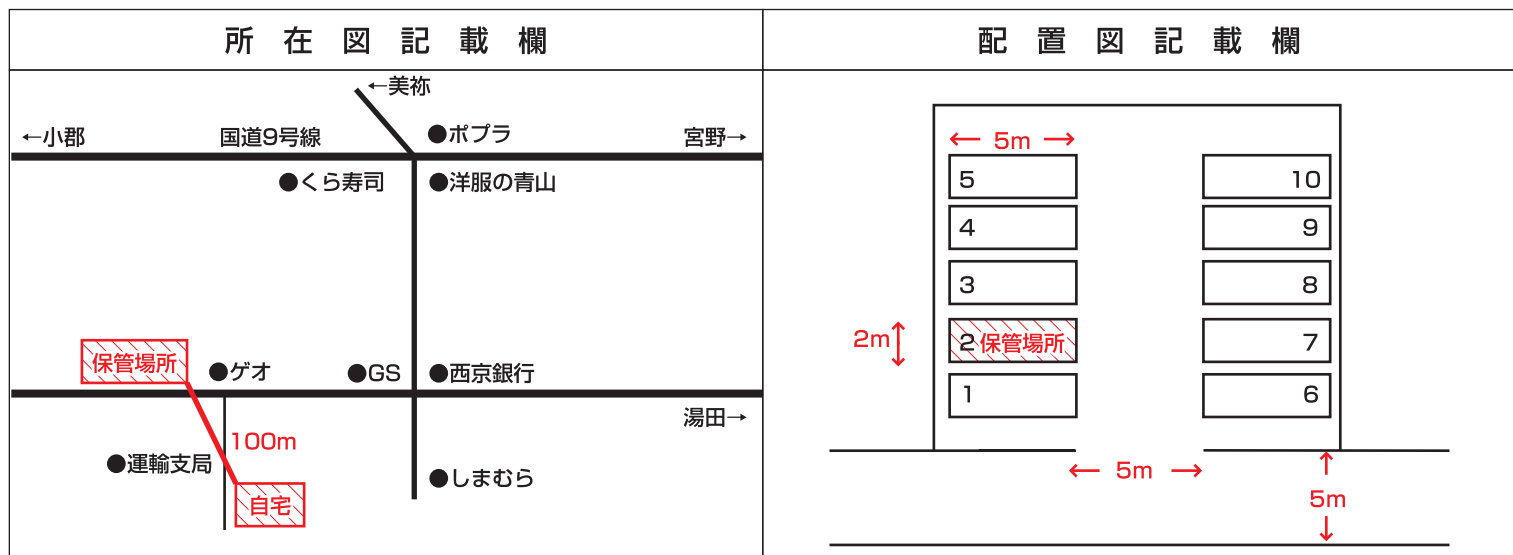 所在図記載欄
←美祢
←小郡
国道9号線
●ポプラ
宮野→
●くら寿司
●洋服の青山
保管場所
●ゲオ
●GS
●西京銀行
湯田→
100m
●運輸支局
●しまむら
自宅
配置図記載欄
5m
5
10
4
9
3
8
2m
2 保管場所
7
1
6
5m
5m